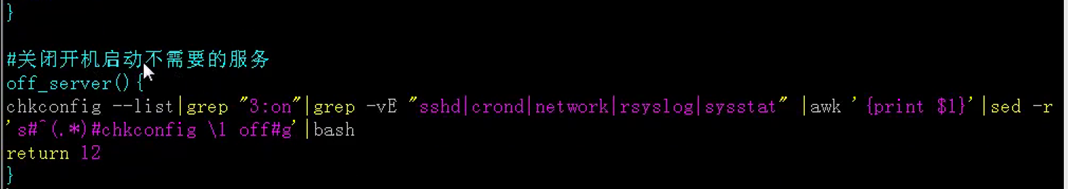 }
#关闭开机启动不需要的服务
off_server(){
chkconfig --list|grep "3:on"|grep -vE "sshd|crond|network|rsyslog|sysstat" |awk '{print $1}'|sed -r
's#^(.*)#chkconfig \1 off#g'|bash
return 12
}